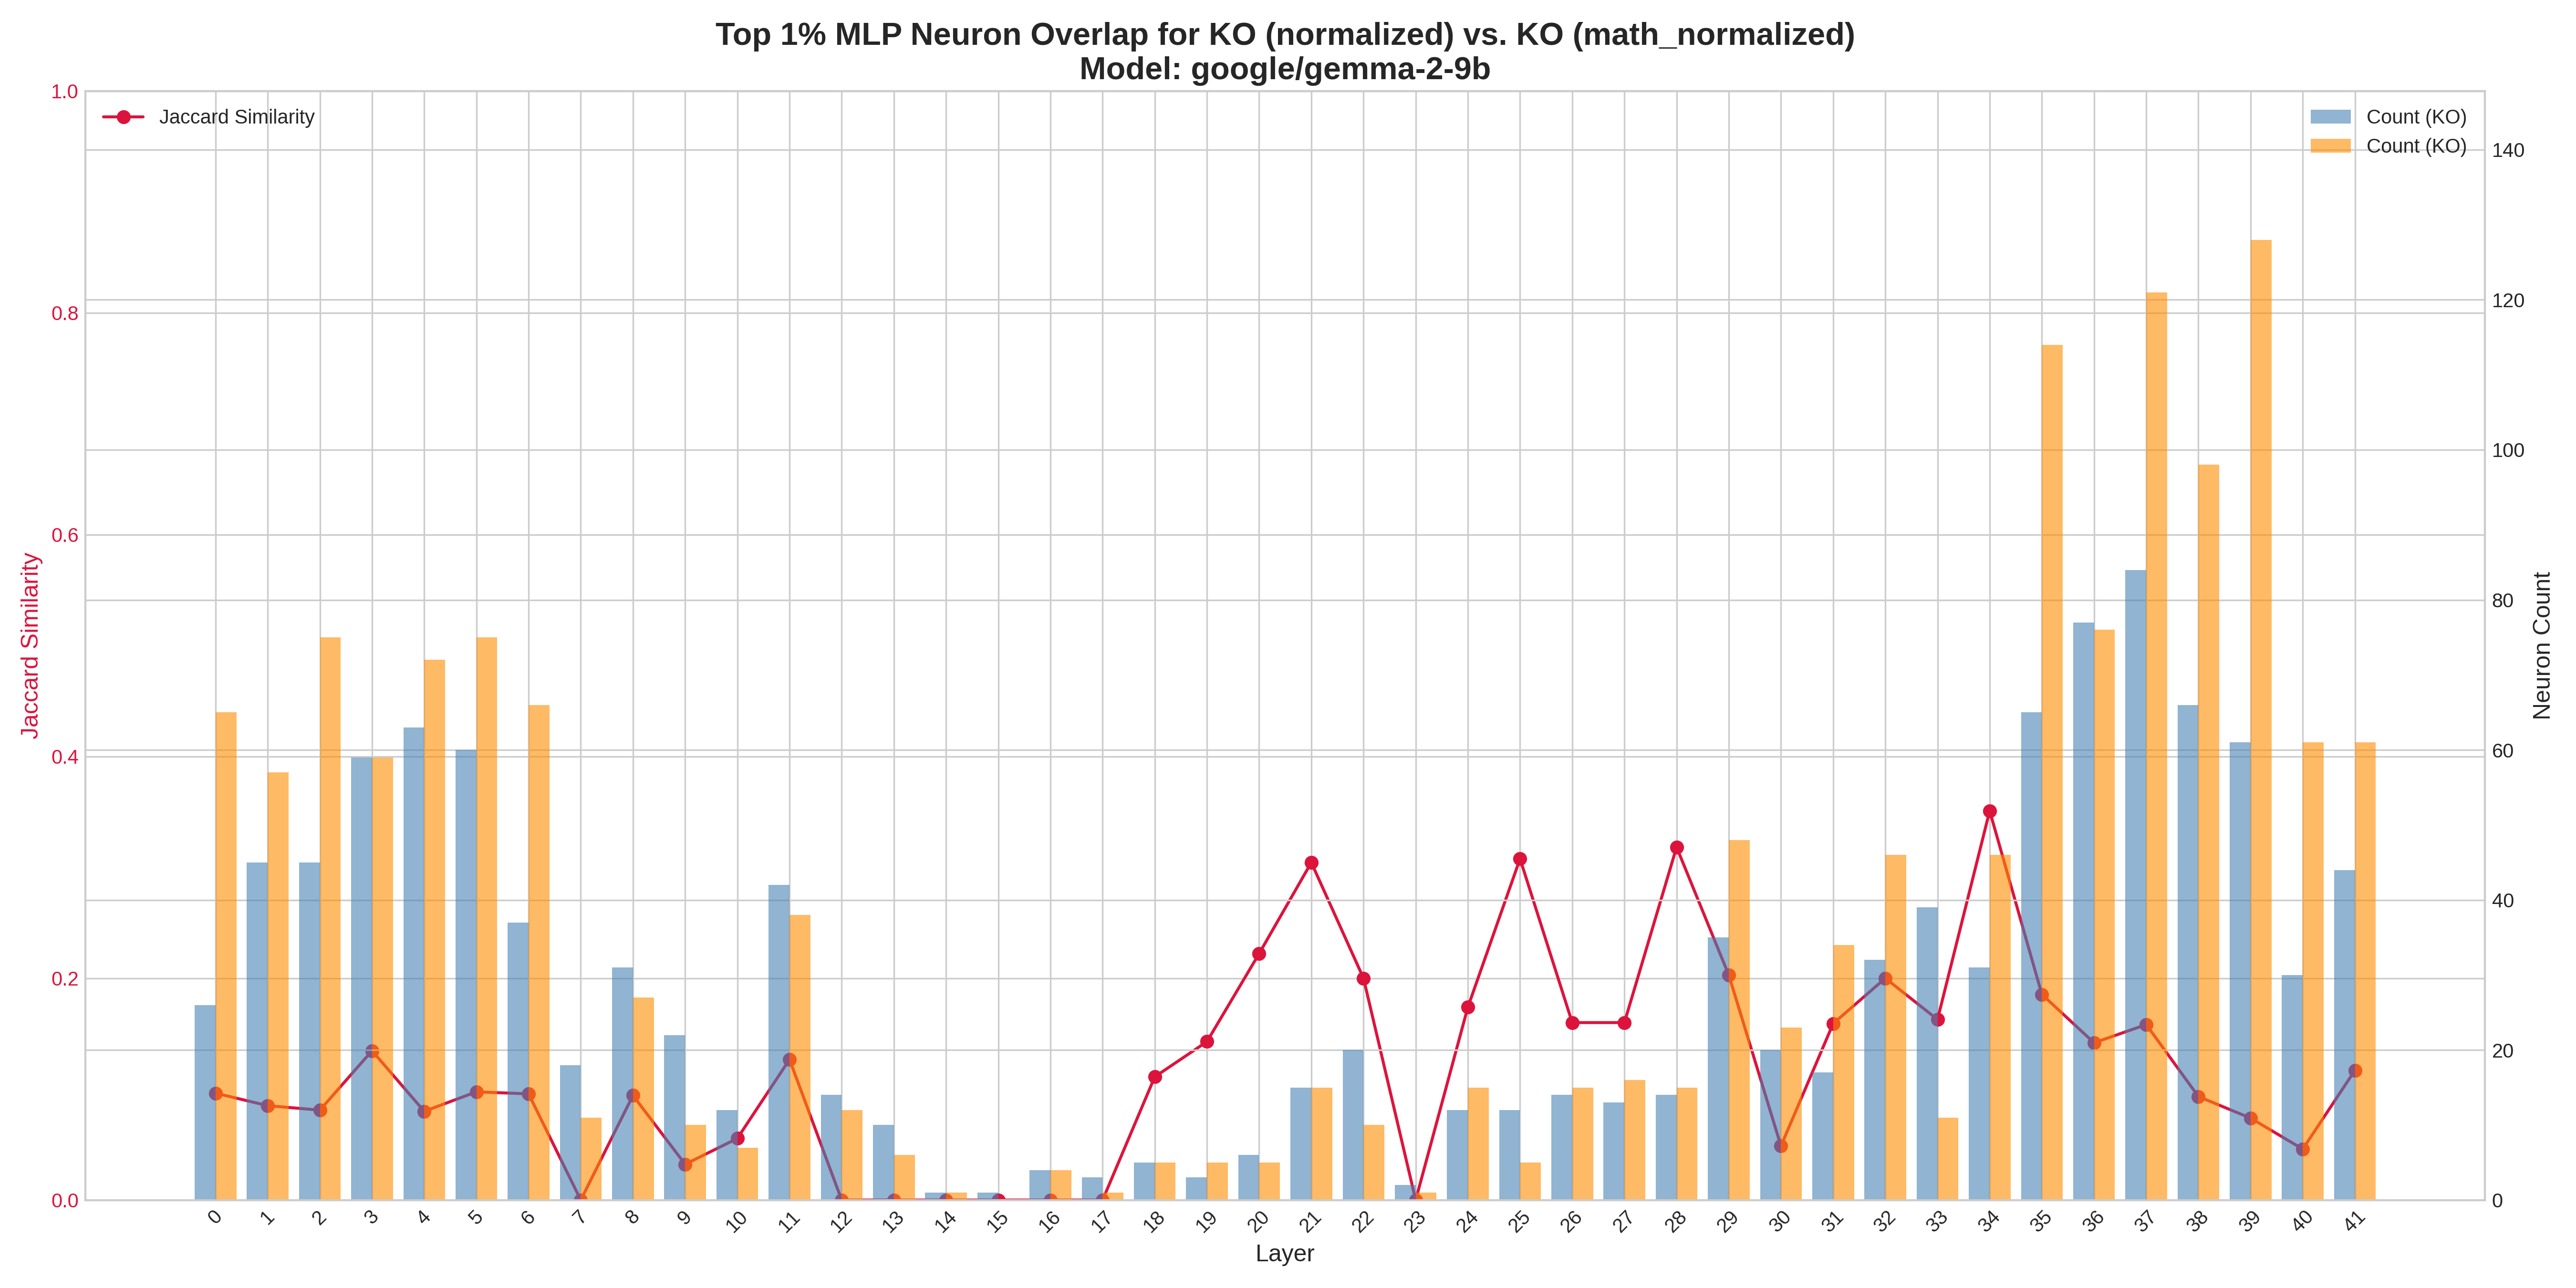 Top 1% MLP Neuron Overlap for KO (normalized) vs. KO (math_normalized)
Model: google/gemma-2-9b
Jaccard Similarity
Count (KO)
Count (KO)
1.0
0.8
0.6
0.4
0.2
0.0
Jaccard Similarity
140
120
100
80
60
40
20
0
Neuron Count
0 1 2 3 4 5 6 7 8 9 10 11 12 13 14 15 16 17 18 19 20 21 22 23 24 25 26 27 28 29 30 31 32 33 34 35 36 37 38 39 40 41
Layer